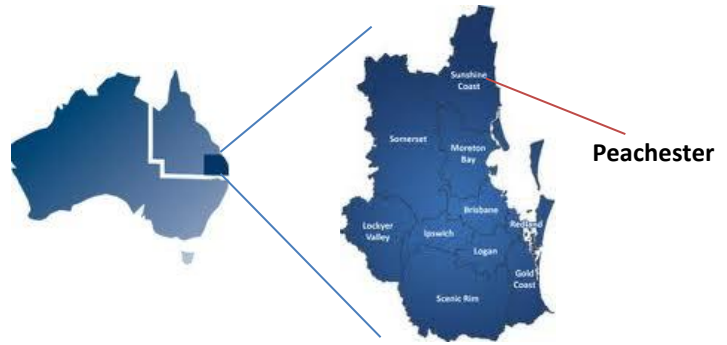 Sunshine
Coast
Somerset
Moreton
Bay
Peachester
Brisbane
Redland
Lockyer
Valley
Ipswich
Logan
Gold
Coast
Scenic Rim